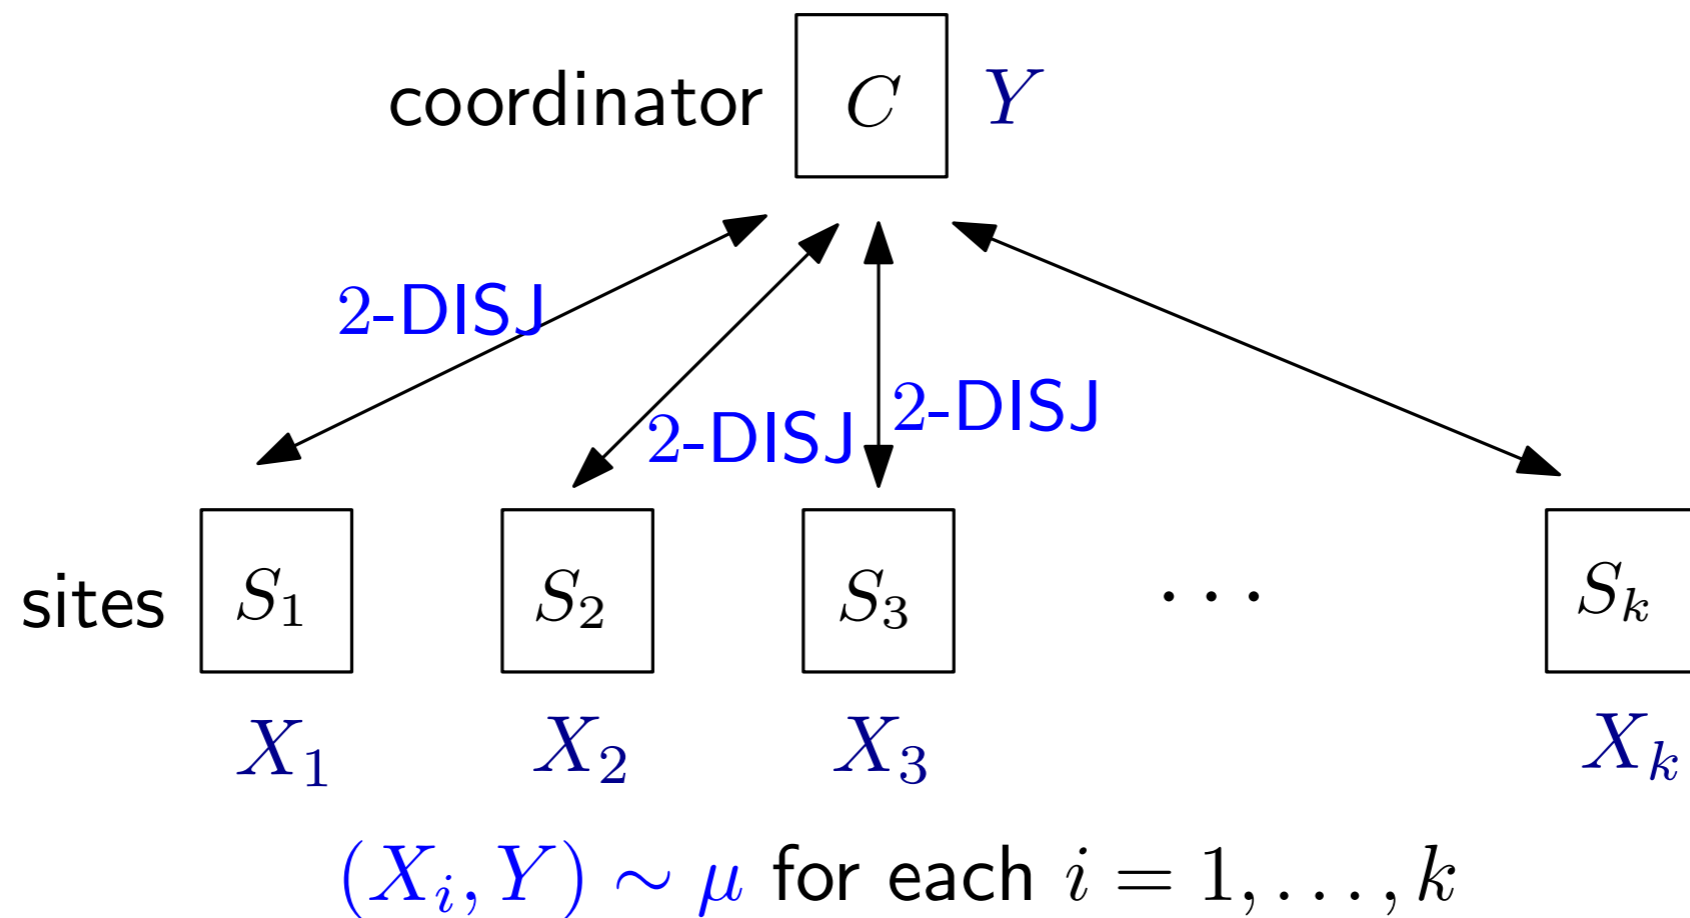 coordinator C Y
2-DISJ
2-DISJ
2-DISJ
sites S₁ S₂ S₃ ⋯ Sₖ
X₁ X₂ X₃ Xₖ
(Xᵢ, Y) ∼ μ for each i = 1, . . . , k